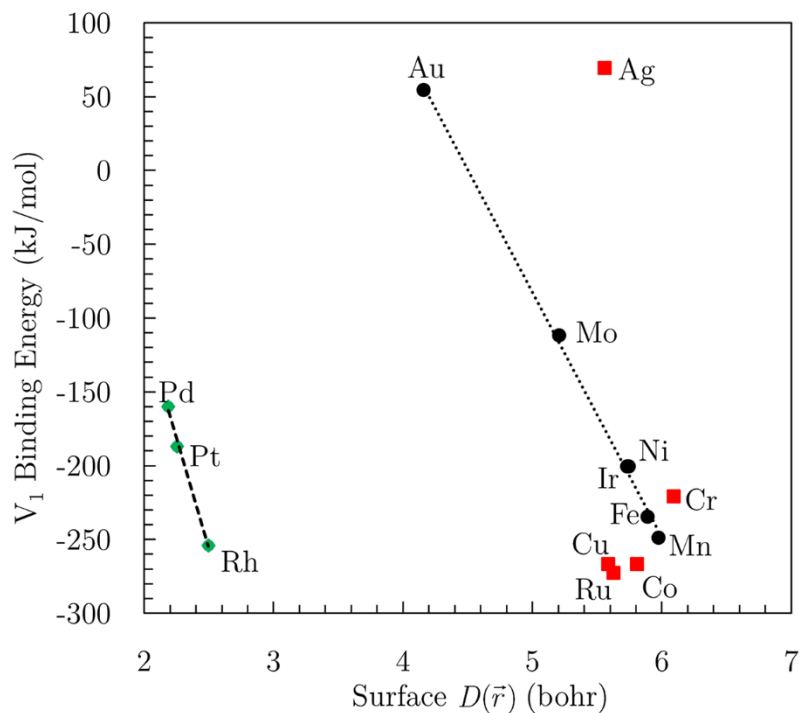 100
50
0
-50
-100
-150
-200
-250
-300
V₁ Binding Energy (kJ/mol)
Au
Ag
Mo
Pd
Pt
Rh
Ni
Ir
Cr
Fe
Mn
Cu
Ru
Co
2 3 4 5 6 7
Surface D(r⃗) (bohr)